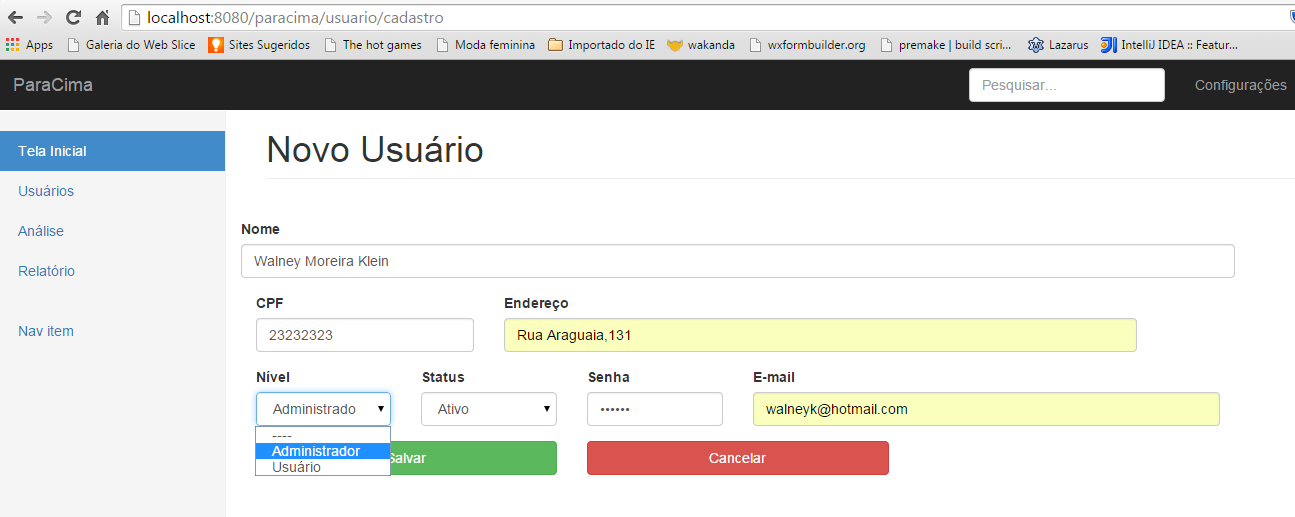 localhost:8080/paracima/usuario/cadastro
Apps Galeria do Web Slice Sites Sugeridos The hot games Moda feminina Importado do IE wakanda wxformbuilder.org premake | build scri... Lazarus IntelliJ IDEA :: Featur...
ParaCima Pesquisar... Configurações
Tela Inicial
Usuários
Análise
Relatório
Nav item
Novo Usuário
Nome
Walney Moreira Klein
CPF Endereço
23232323 Rua Araguaia,131
Nível Status Senha E-mail
Administrado Ativo •••••• walneyk@hotmail.com
----
Administrador
Usuário
Salvar Cancelar